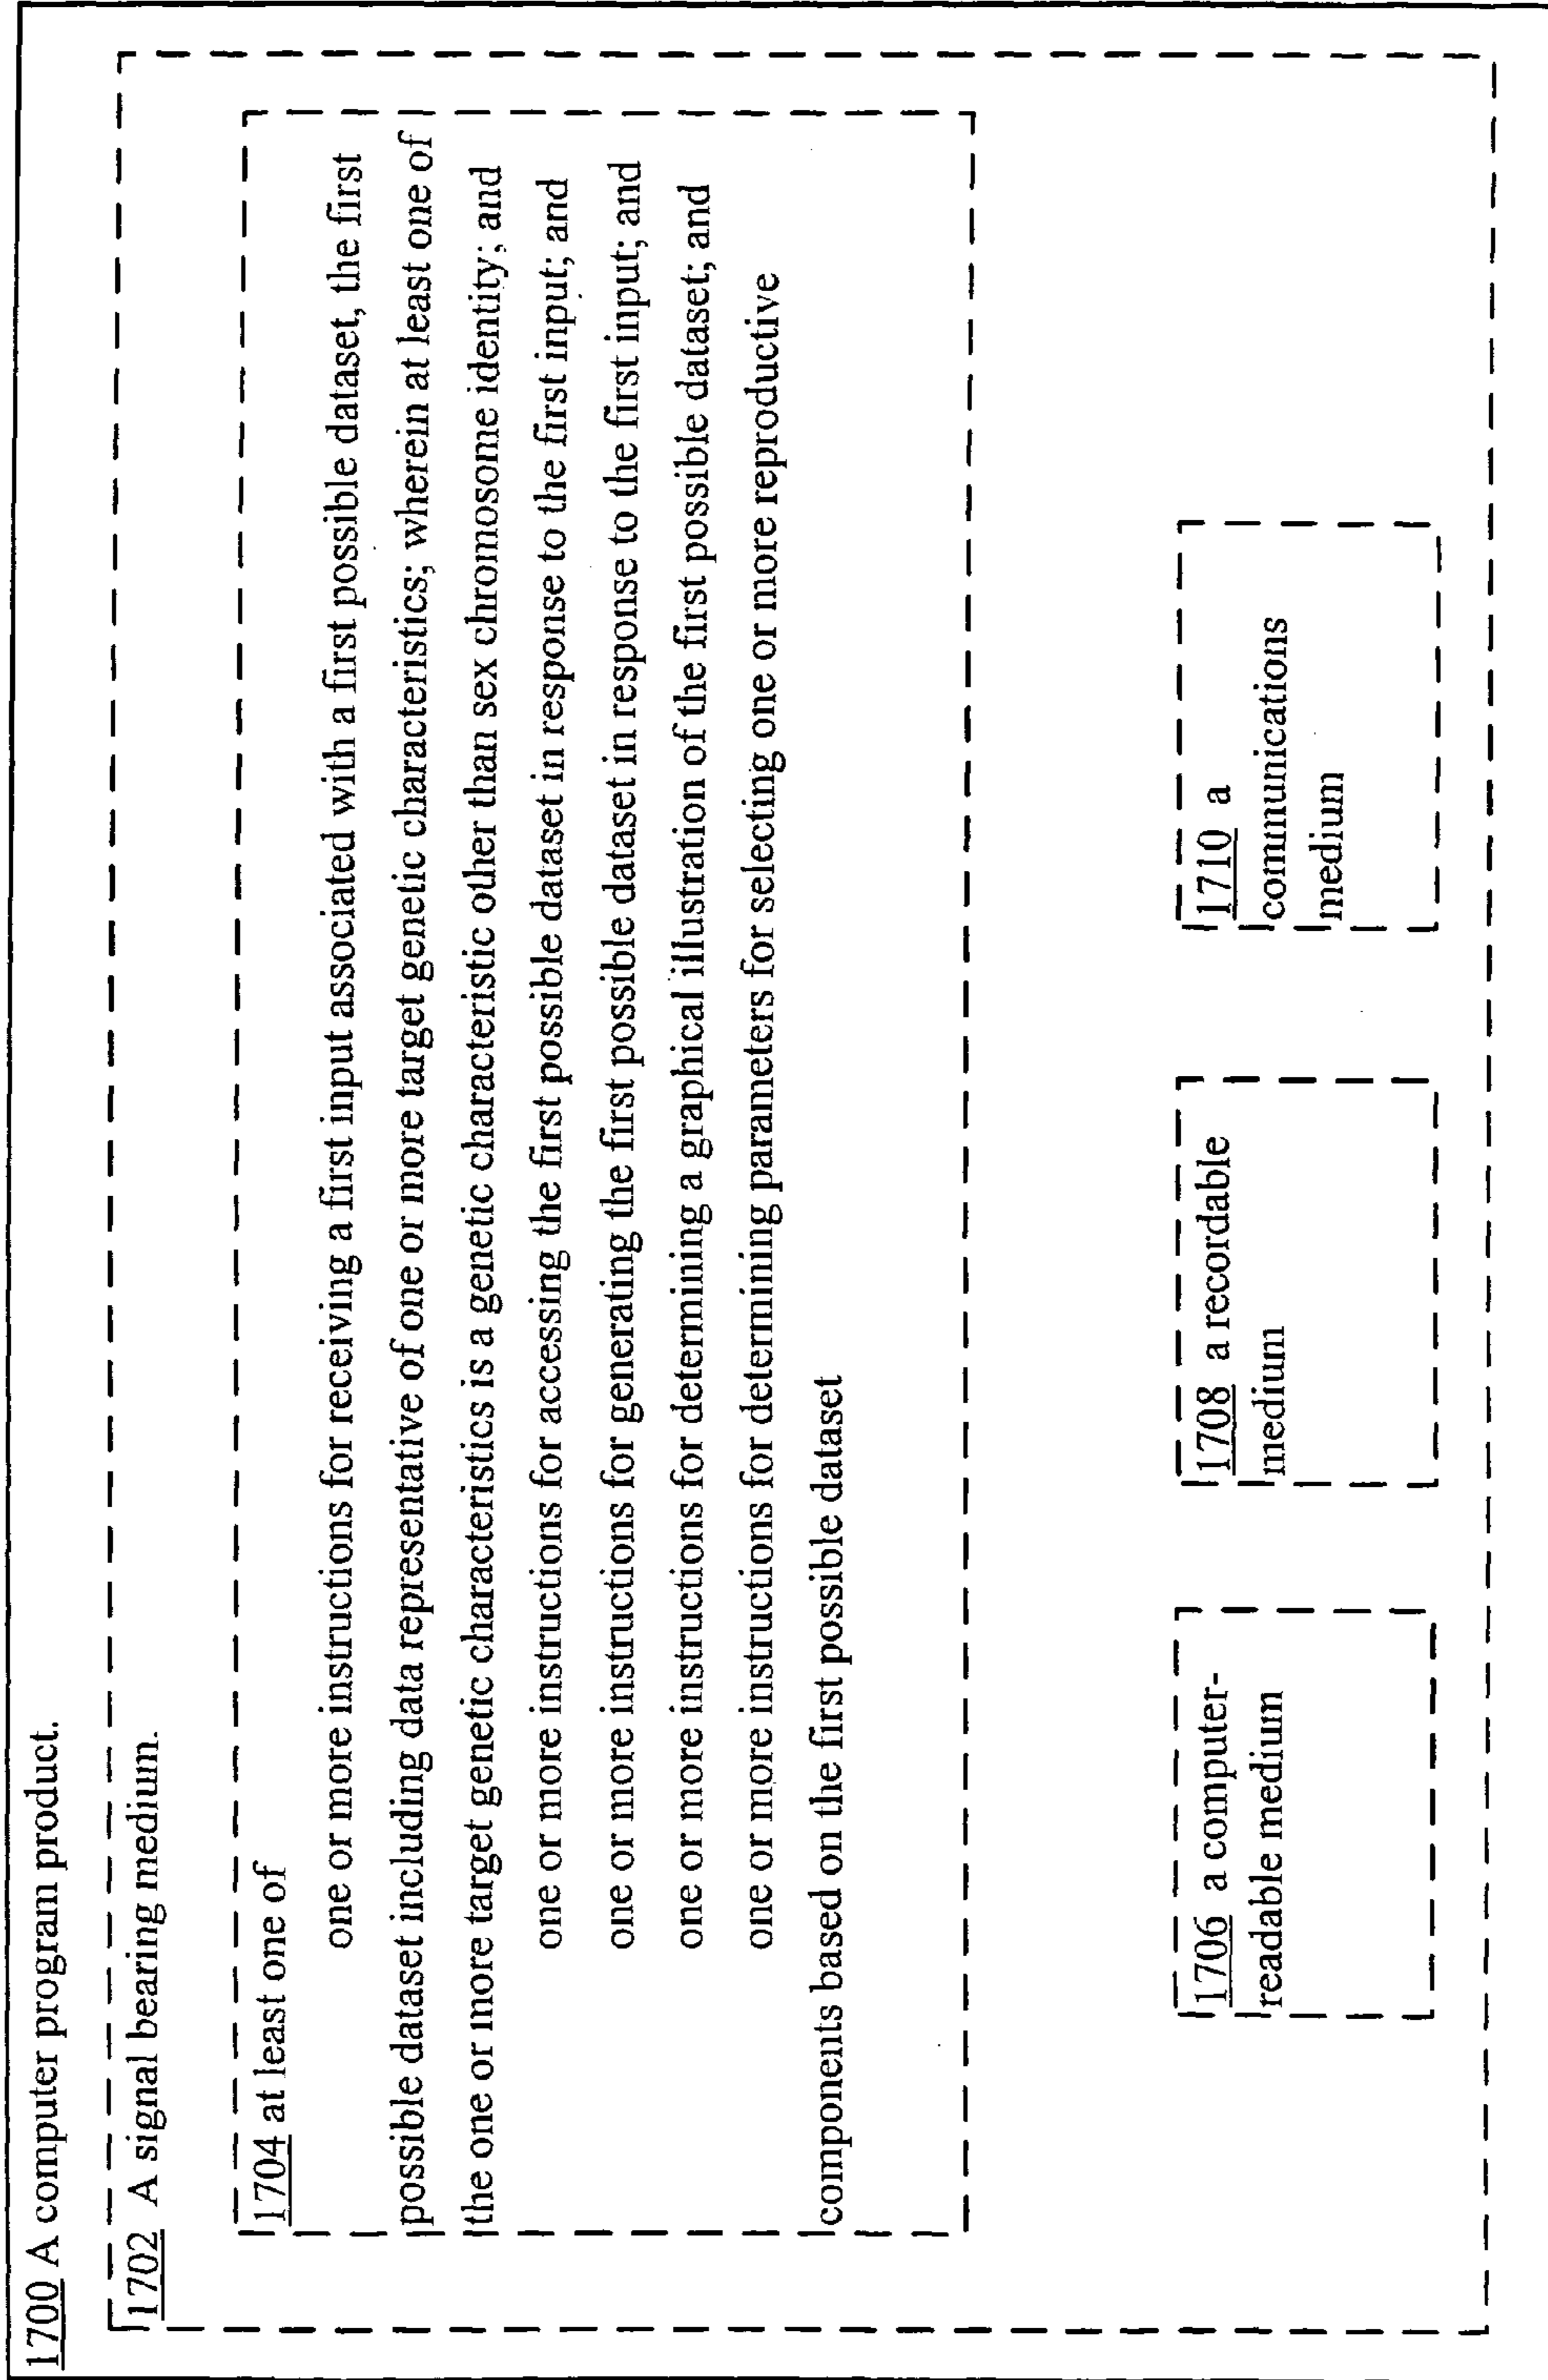 1700 A computer program product.
1702 A signal bearing medium.
1704 at least one of
one or more instructions for receiving a first input associated with a first possible dataset, the first
possible dataset including data representative of one or more target genetic characteristics; wherein at least one of
the one or more target genetic characteristics is a genetic characteristic other than sex chromosome identity; and
one or more instructions for accessing the first possible dataset in response to the first input; and
one or more instructions for generating the first possible dataset in response to the first input; and
one or more instructions for determining a graphical illustration of the first possible dataset; and
one or more instructions for determining parameters for selecting one or more reproductive
components based on the first possible dataset
1706 a computer-
readable medium
1708 a recordable
medium
1710 a
communications
medium